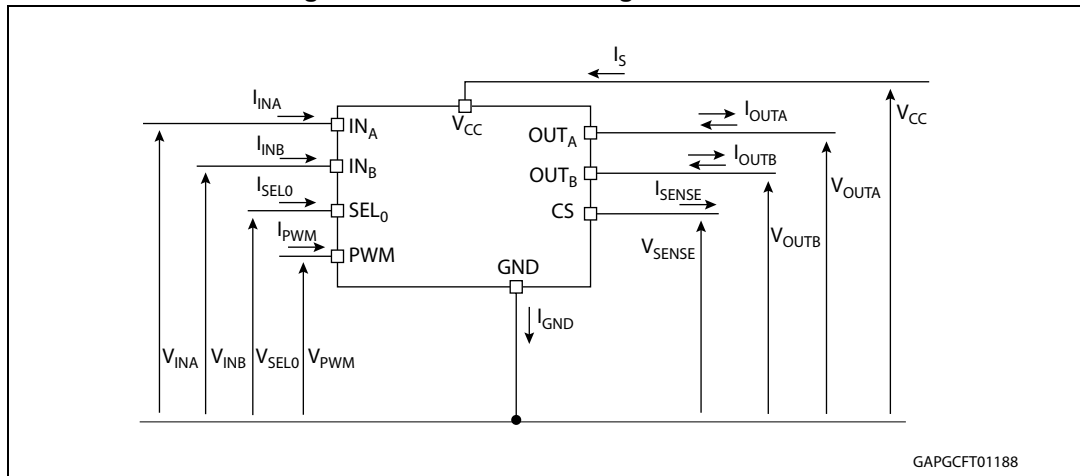 I_S
I_INA
V_CC
IN_A
OUT_A
I_OUTA
V_CC
I_INB
IN_B
OUT_B
I_OUTB
I_SEL0
SEL_0
CS
I_SENSE
V_OUTA
I_PWM
PWM
GND
V_SENSE
V_OUTB
I_GND
V_INA
V_INB
V_SEL0
V_PWM
GAPGCFT01188